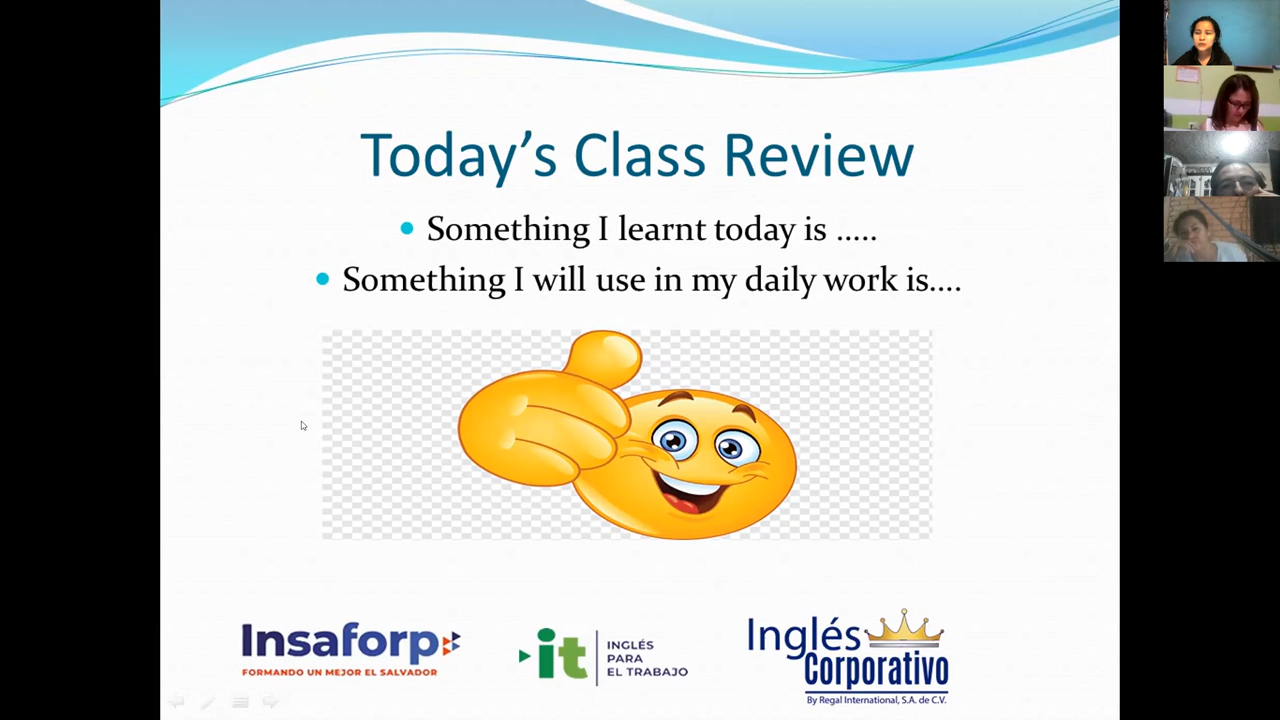 Today's Class Review
Something I learnt today is .....
Something I will use in my daily work is....
Insaforp
FORMANDO UN MEJOR EL SALVADOR
it
INGLÉS
PARA
EL TRABAJO
Inglés
Corporativo
By Regal International, S.A. de C.V.